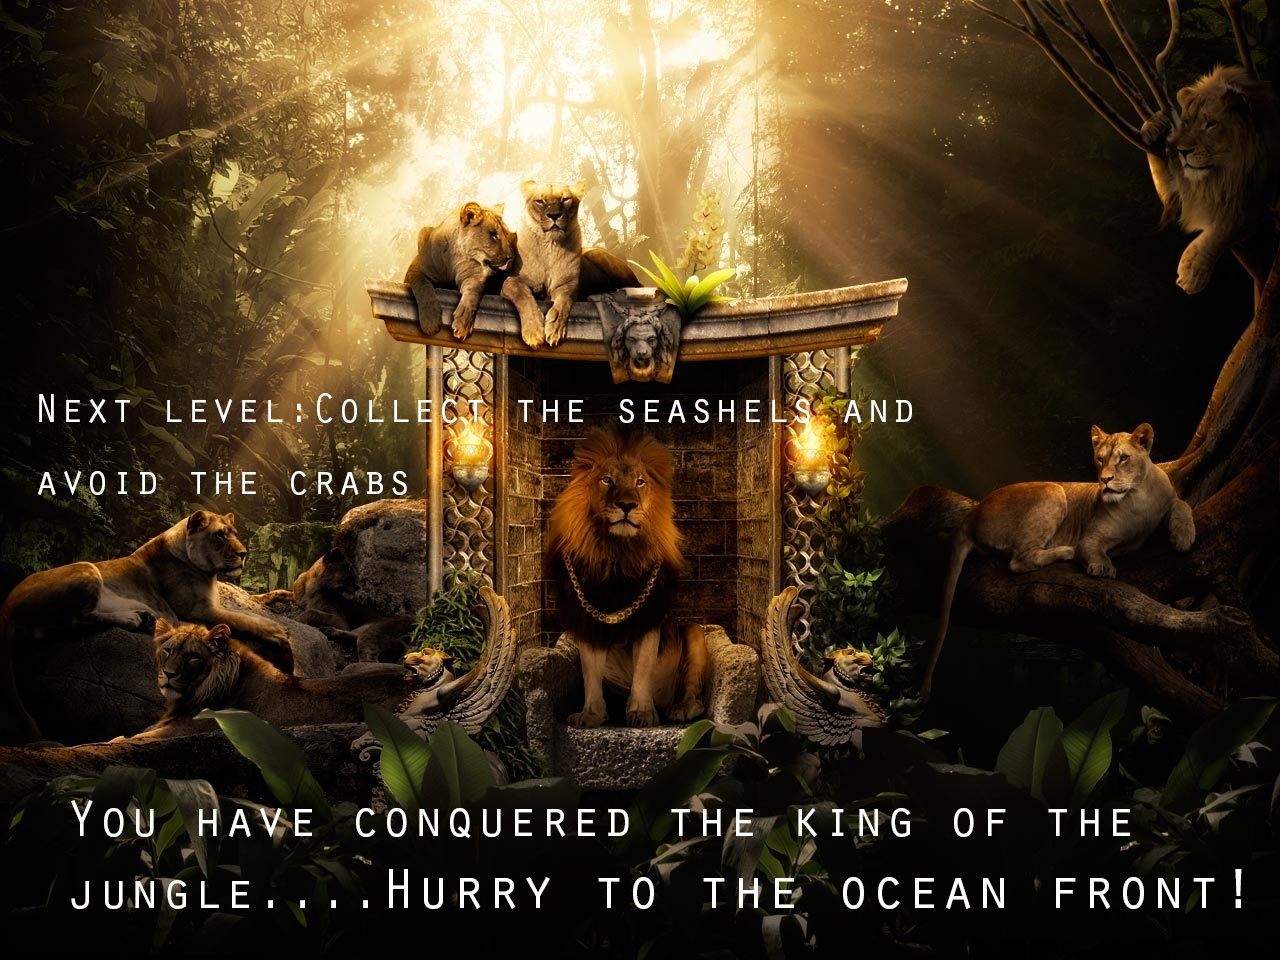 Next level:Collect the seashels and
avoid the crabs
You have conquered the king of the
jungle....Hurry to the ocean front!